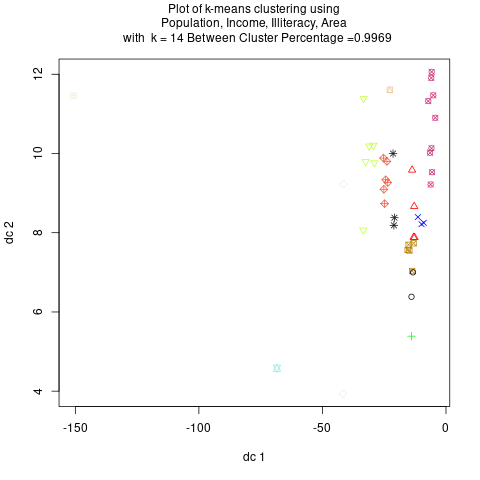 Plot of k-means clustering using
Population, Income, Illiteracy, Area
with k = 14 Between Cluster Percentage =0.9969
12
10
8
6
4
dc 2
-150
-100
-50
0
dc 1